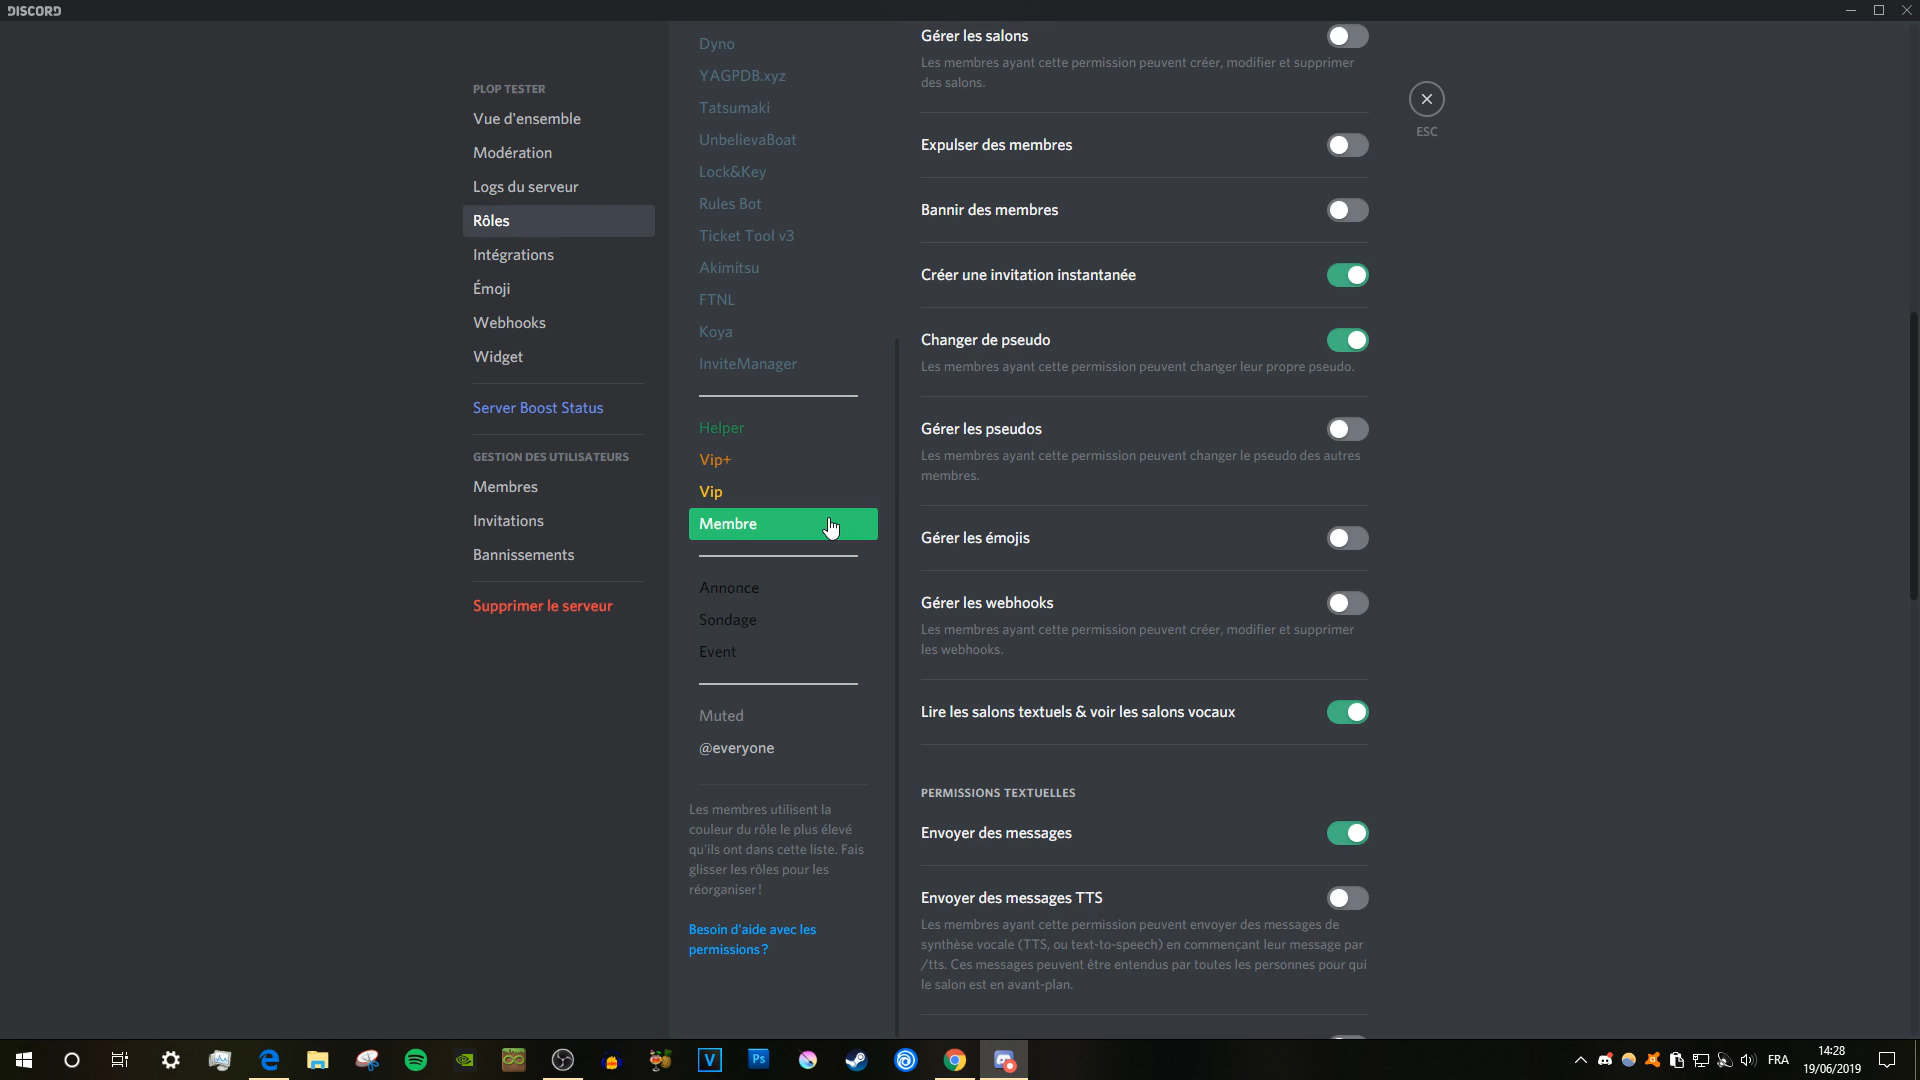 DISCORD
PLOP TESTER
Vue d'ensemble
Modération
Logs du serveur
Rôles
Intégrations
Émoji
Webhooks
Widget
Server Boost Status
GESTION DES UTILISATEURS
Membres
Invitations
Bannissements
Supprimer le serveur
Dyno
YAGPDB.xyz
Tatsumaki
UnbelievaBoat
Lock&Key
Rules Bot
Ticket Tool v3
Akimitsu
FTNL
Koya
InviteManager
Helper
Vip+
Vip
Membre
Annonce
Sondage
Event
Muted
@everyone
Les membres utilisent la
couleur du rôle le plus élevé
qu'ils ont dans cette liste. Fais
glisser les rôles pour les
réorganiser !
Besoin d'aide avec les
permissions ?
Gérer les salons
Les membres ayant cette permission peuvent créer, modifier et supprimer
des salons.
Expulser des membres
Bannir des membres
Créer une invitation instantanée
Changer de pseudo
Les membres ayant cette permission peuvent changer leur propre pseudo.
Gérer les pseudos
Les membres ayant cette permission peuvent changer le pseudo des autres
membres.
Gérer les émojis
Gérer les webhooks
Les membres ayant cette permission peuvent créer, modifier et supprimer
les webhooks.
Lire les salons textuels & voir les salons vocaux
PERMISSIONS TEXTUELLES
Envoyer des messages
Envoyer des messages TTS
Les membres ayant cette permission peuvent envoyer des messages de
synthèse vocale (TTS, ou text-to-speech) en commençant leur message par
/tts. Ces messages peuvent être entendus par toutes les personnes pour qui
le salon est en avant-plan.
ESC
V
Ps
FRA
14:28
19/06/2019